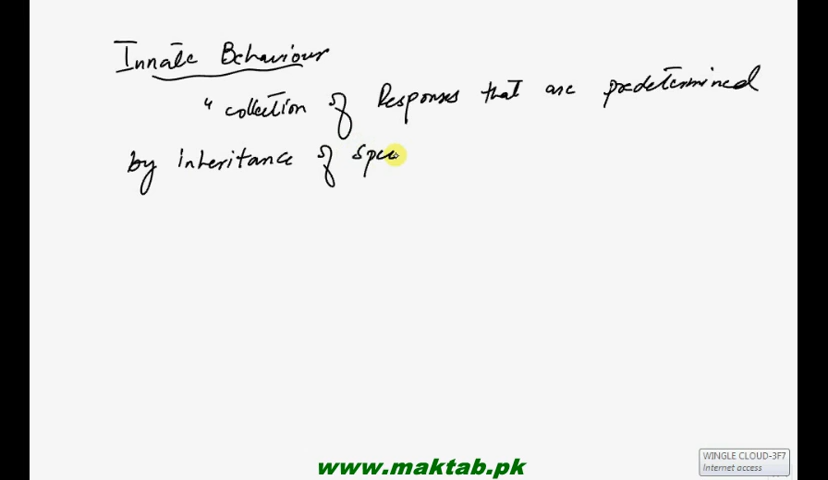 Innate Behaviour
" collection of Responses that are predetermined
by inheritance of spec
WINGLE CLOUD-3F7
Internet access
www.maktab.pk